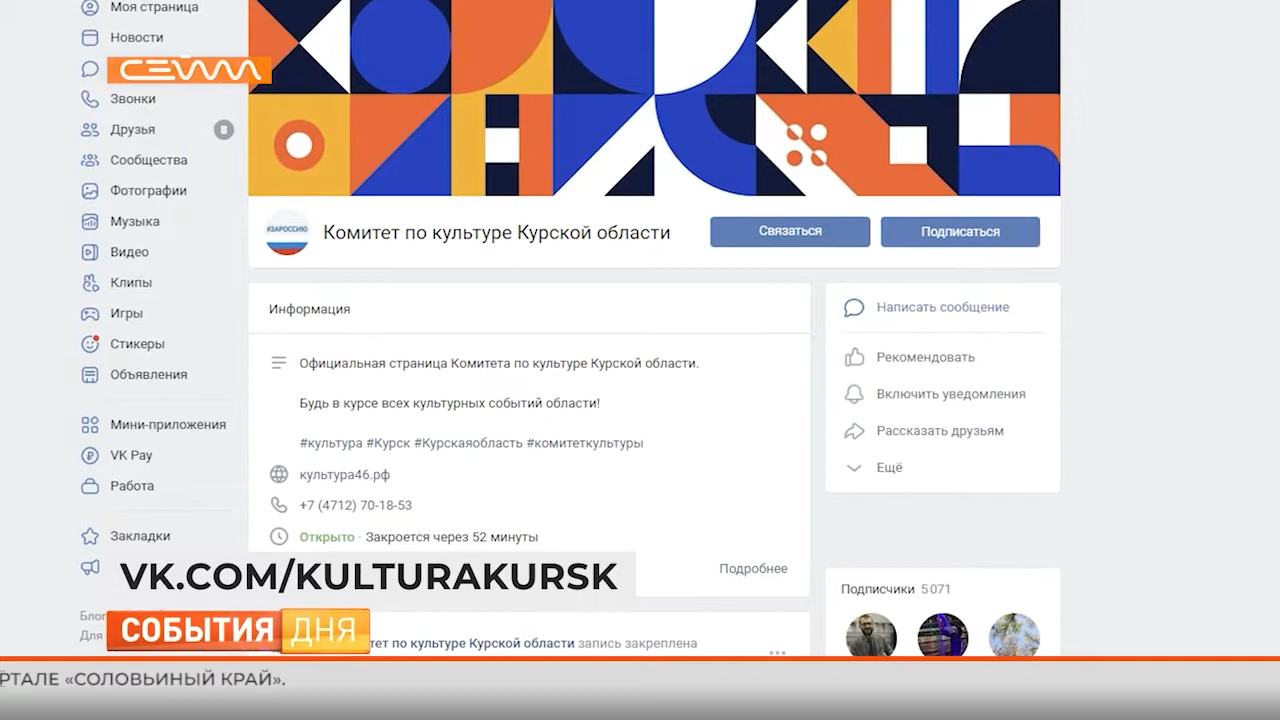 Моя страница
Новости
СЕЙМ
Звонки
Друзья 8
Сообщества
Фотографии
Музыка
Видео
Клипы
Игры
Стикеры
Объявления
Мини-приложения
VK Pay
Работа
Закладки
Блог
Для
#ЗАРОССИЮ
Комитет по культуре Курской области
Связаться
Подписаться
Информация
Официальная страница Комитета по культуре Курской области.
Будь в курсе всех культурных событий области!
#культура #Курск #Курскаяобласть #комитеткультуры
культура46.рф
+7 (4712) 70-18-53
Открыто · Закроется через 52 минуты
Подробнее
Написать сообщение
Рекомендовать
Включить уведомления
Рассказать друзьям
Ещё
Подписчики 5 071
VK.COM/KULTURAKURSK
СОБЫТИЯ ДНЯ
тет по культуре Курской области запись закреплена
РТАЛЕ «СОЛОВЬИНЫЙ КРАЙ».